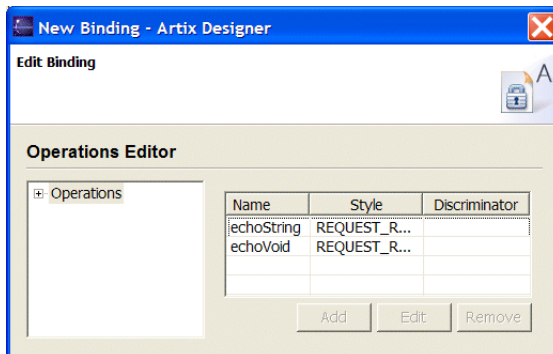 New Binding - Artix Designer
Edit Binding
A
Operations Editor
Operations
Name Style Discriminator
echoString REQUEST_R...
echoVoid REQUEST_R...
Add Edit Remove